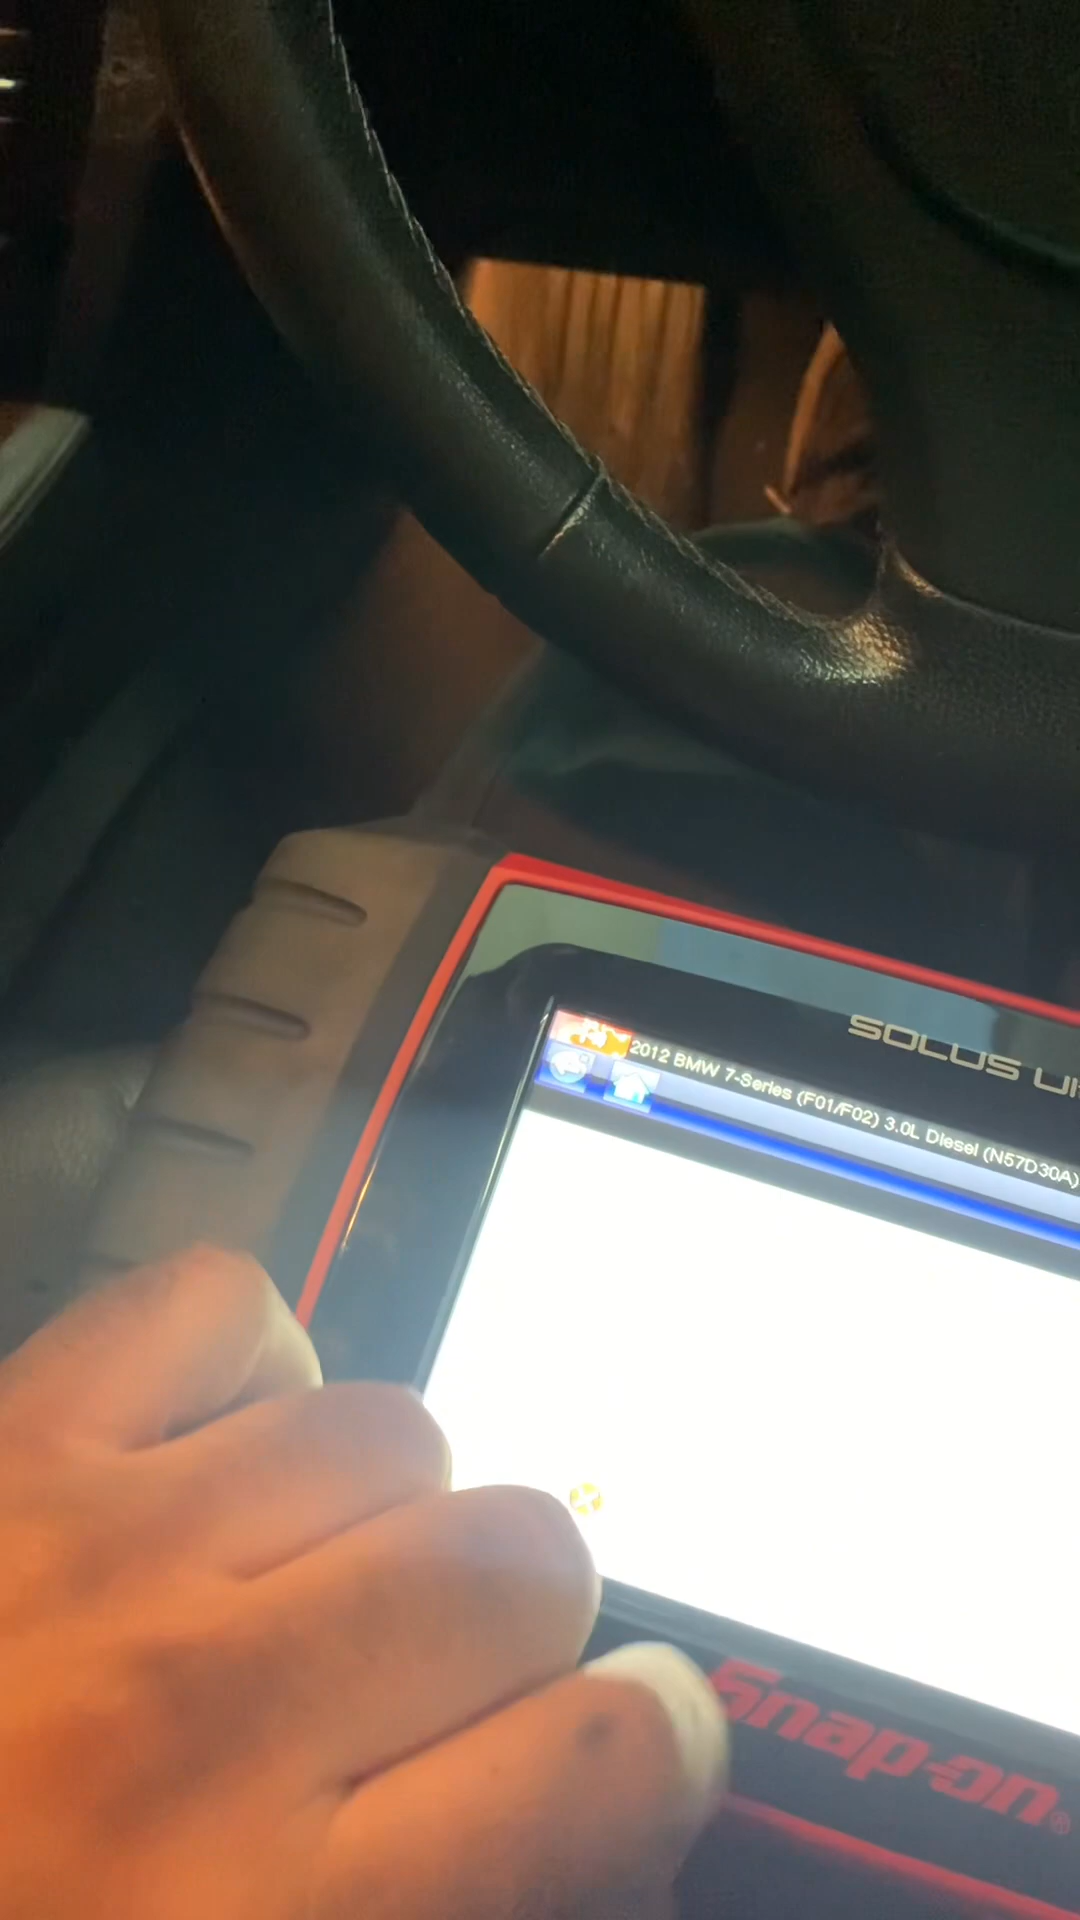 SOLUS
2012 BMW 7-Series (F01/F02) 3.0L Diesel (N57D30A)
Snap-on®